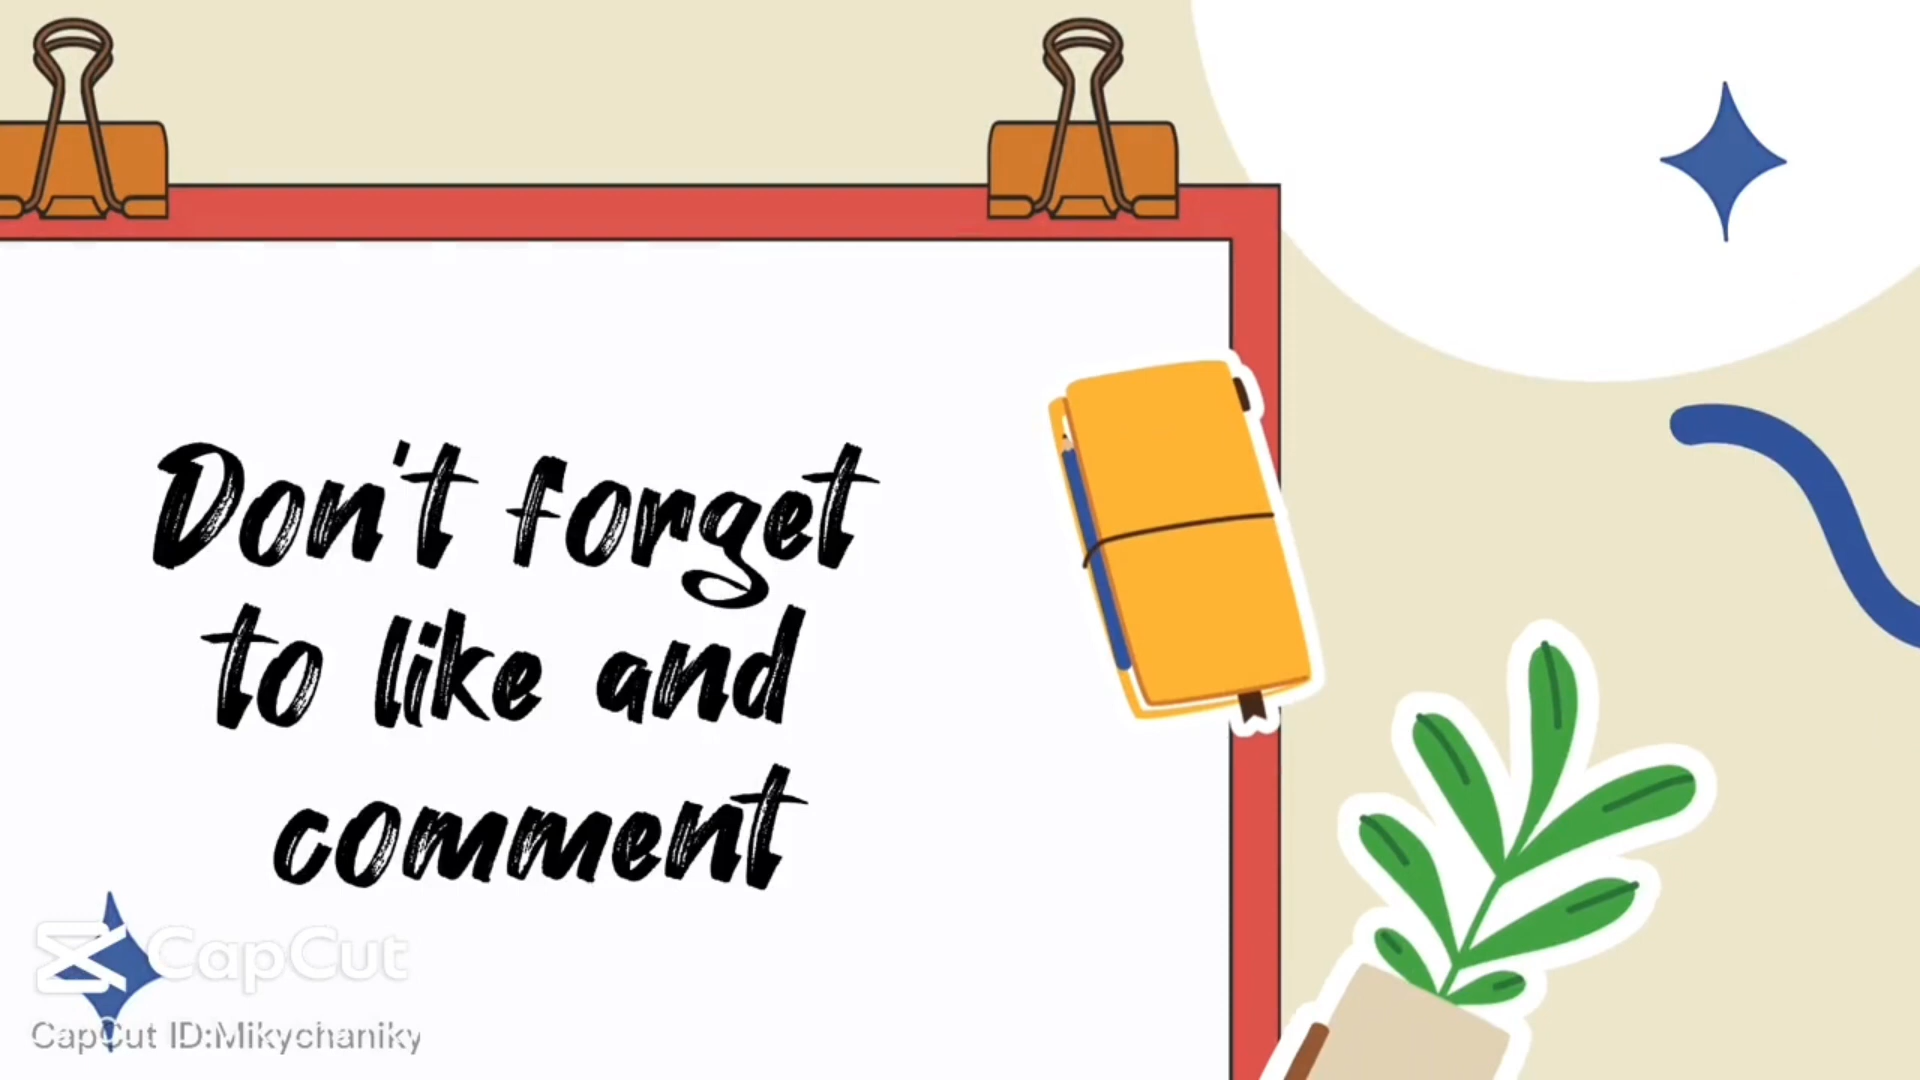 Don't forget
to like and
comment
CapCut
CapCut ID:Mikychaniky